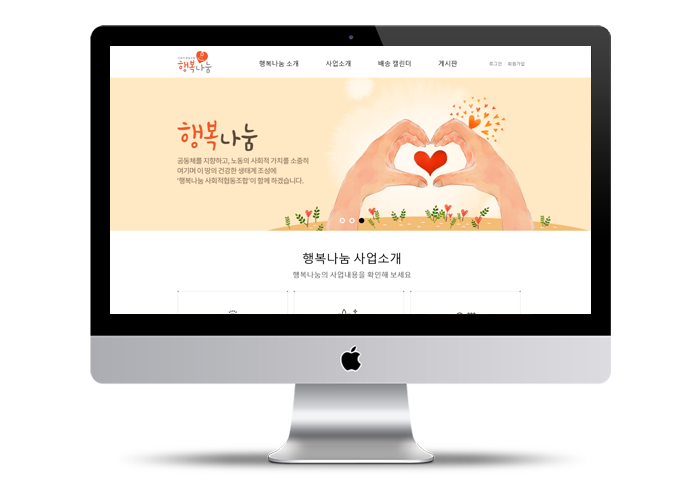 행복나눔
행복나눔 소개 사업소개 배송 캘린더 게시판 로그인 회원가입
행복나눔
공동체를 지향하고, 노동의 사회적 가치를 소중히
여기며 이 땅의 건강한 생태계 조성에
'행복나눔 사회적협동조합'이 함께 하겠습니다.
행복나눔 사업소개
행복나눔의 사업내용을 확인해 보세요